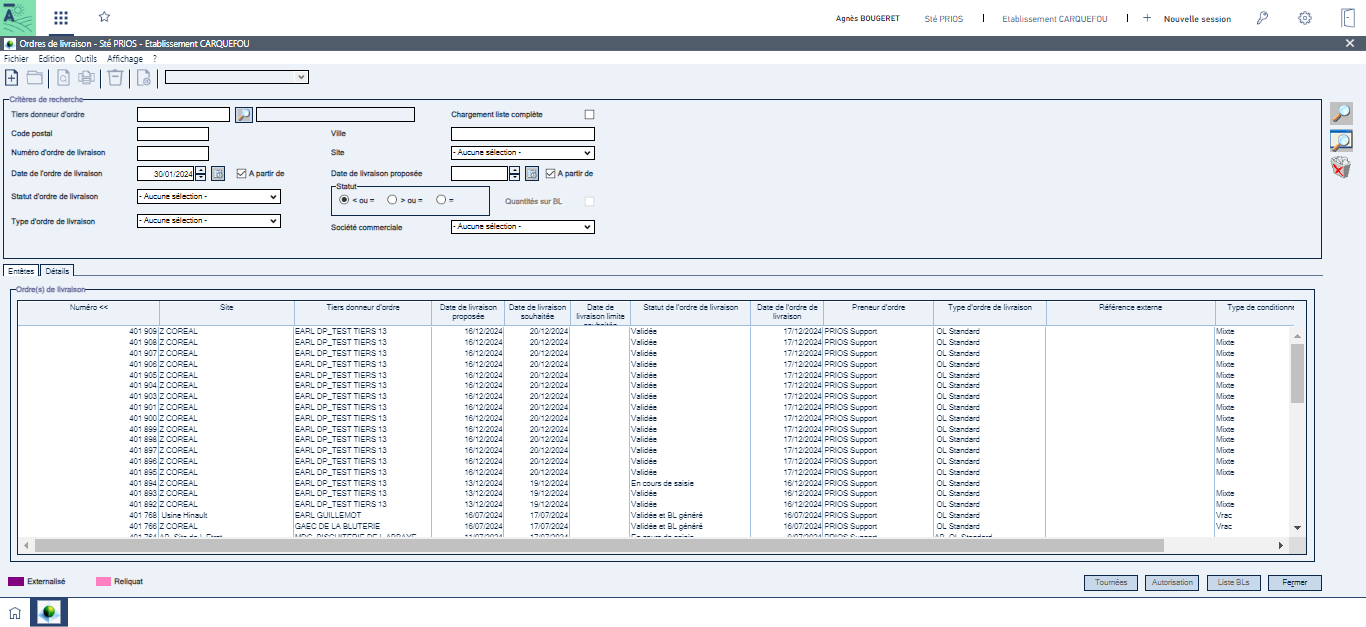 Agnès BOUGERET Sté PRIOS Etablissement CARQUEFOU Nouvelle session
Ordres de livraison - Sté PRIOS - Etablissement CARQUEFOU
Fichier Edition Outils Affichage ?
Critères de recherche
Tiers donneur d'ordre Chargement liste complète
Code postal Ville
Numéro d'ordre de livraison Site - Aucune sélection -
Date de l'ordre de livraison 30/01/2024 A partir de Date de livraison proposée A partir de
Statut d'ordre de livraison - Aucune sélection - Statut < ou = > ou = = Quantités sur BL
Type d'ordre de livraison - Aucune sélection - Société commerciale - Aucune sélection -
Entêtes Détails
Ordre(s) de livraison
Numéro << Site Tiers donneur d'ordre Date de livraison proposée Date de livraison souhaitée Date de livraison limite souhaitée Statut de l'ordre de livraison Date de l'ordre de livraison Preneur d'ordre Type d'ordre de livraison Référence externe Type de conditionne
401 909 Z COREAL EARL DP_TEST TIERS 13 16/12/2024 20/12/2024 Validée 17/12/2024 PRIOS Support OL Standard Mixte
401 908 Z COREAL EARL DP_TEST TIERS 13 16/12/2024 20/12/2024 Validée 17/12/2024 PRIOS Support OL Standard Mixte
401 907 Z COREAL EARL DP_TEST TIERS 13 16/12/2024 20/12/2024 Validée 17/12/2024 PRIOS Support OL Standard Mixte
401 906 Z COREAL EARL DP_TEST TIERS 13 16/12/2024 20/12/2024 Validée 17/12/2024 PRIOS Support OL Standard Mixte
401 905 Z COREAL EARL DP_TEST TIERS 13 16/12/2024 20/12/2024 Validée 17/12/2024 PRIOS Support OL Standard Mixte
401 904 Z COREAL EARL DP_TEST TIERS 13 16/12/2024 20/12/2024 Validée 17/12/2024 PRIOS Support OL Standard Mixte
401 903 Z COREAL EARL DP_TEST TIERS 13 16/12/2024 20/12/2024 Validée 17/12/2024 PRIOS Support OL Standard Mixte
401 901 Z COREAL EARL DP_TEST TIERS 13 16/12/2024 20/12/2024 Validée 17/12/2024 PRIOS Support OL Standard Mixte
401 900 Z COREAL EARL DP_TEST TIERS 13 16/12/2024 20/12/2024 Validée 17/12/2024 PRIOS Support OL Standard Mixte
401 899 Z COREAL EARL DP_TEST TIERS 13 16/12/2024 20/12/2024 Validée 17/12/2024 PRIOS Support OL Standard Mixte
401 898 Z COREAL EARL DP_TEST TIERS 13 16/12/2024 20/12/2024 Validée 17/12/2024 PRIOS Support OL Standard Mixte
401 897 Z COREAL EARL DP_TEST TIERS 13 16/12/2024 20/12/2024 Validée 17/12/2024 PRIOS Support OL Standard Mixte
401 896 Z COREAL EARL DP_TEST TIERS 13 16/12/2024 20/12/2024 Validée 17/12/2024 PRIOS Support OL Standard Mixte
401 895 Z COREAL EARL DP_TEST TIERS 13 16/12/2024 20/12/2024 Validée 17/12/2024 PRIOS Support OL Standard Mixte
401 894 Z COREAL EARL DP_TEST TIERS 13 13/12/2024 19/12/2024 En cours de saisie 16/12/2024 PRIOS Support OL Standard
401 893 Z COREAL EARL DP_TEST TIERS 13 13/12/2024 19/12/2024 Validée 16/12/2024 PRIOS Support OL Standard Mixte
401 892 Z COREAL EARL DP_TEST TIERS 13 13/12/2024 19/12/2024 Validée 16/12/2024 PRIOS Support OL Standard Mixte
401 768 Usine Hinault EARL GUILLEMOT 16/07/2024 17/07/2024 Validée et BL généré 16/07/2024 PRIOS Support OL Standard Vrac
401 766 Z COREAL GAEC DE LA BLUTERIE 16/07/2024 17/07/2024 Validée et BL généré 16/07/2024 PRIOS Support OL Standard Vrac
Externalisé Reliquat Tournées Autorisation Liste BLs Fermer